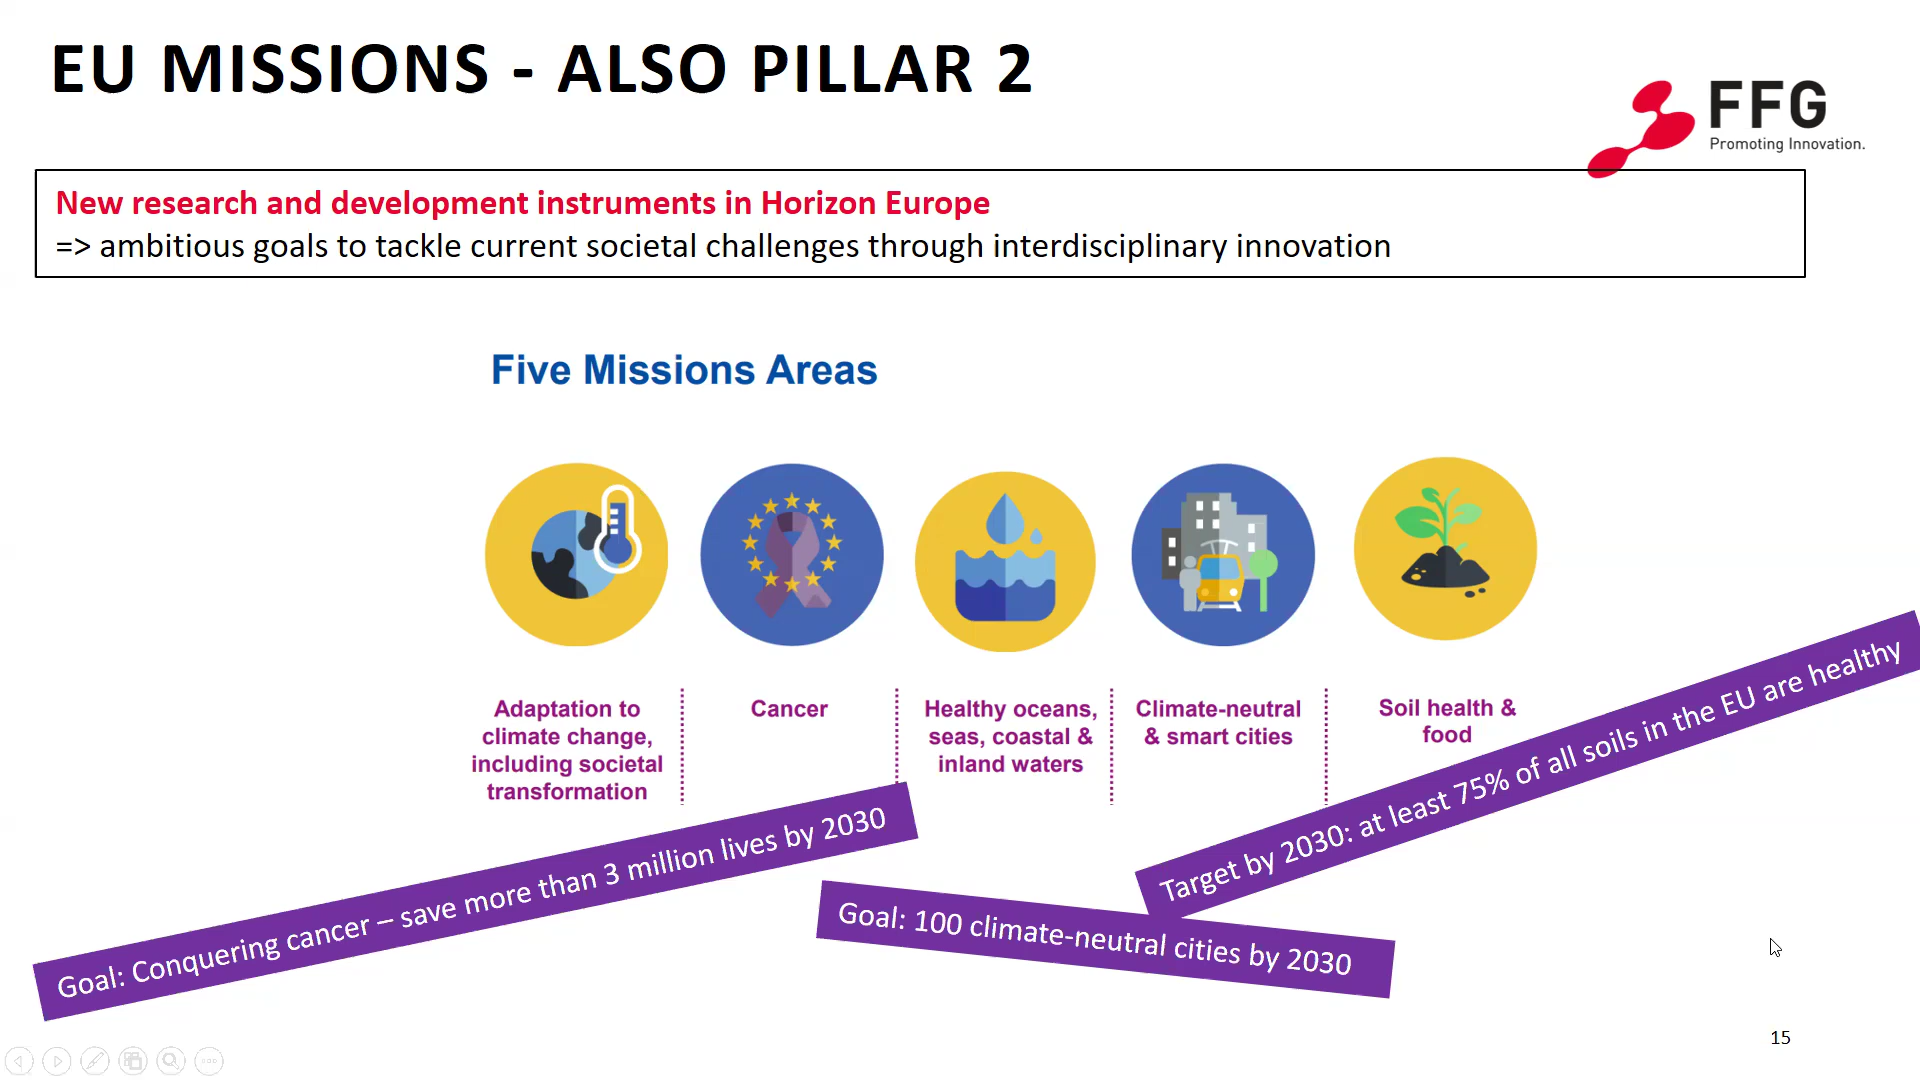 EU MISSIONS - ALSO PILLAR 2
FFG
Promoting Innovation.
New research and development instruments in Horizon Europe
=> ambitious goals to tackle current societal challenges through interdisciplinary innovation
Five Missions Areas
Adaptation to
climate change,
including societal
transformation
Cancer
Healthy oceans,
seas, coastal &
inland waters
Climate-neutral
& smart cities
Soil health &
food
Goal: Conquering cancer – save more than 3 million lives by 2030
Goal: 100 climate-neutral cities by 2030
Target by 2030: at least 75% of all soils in the EU are healthy
15